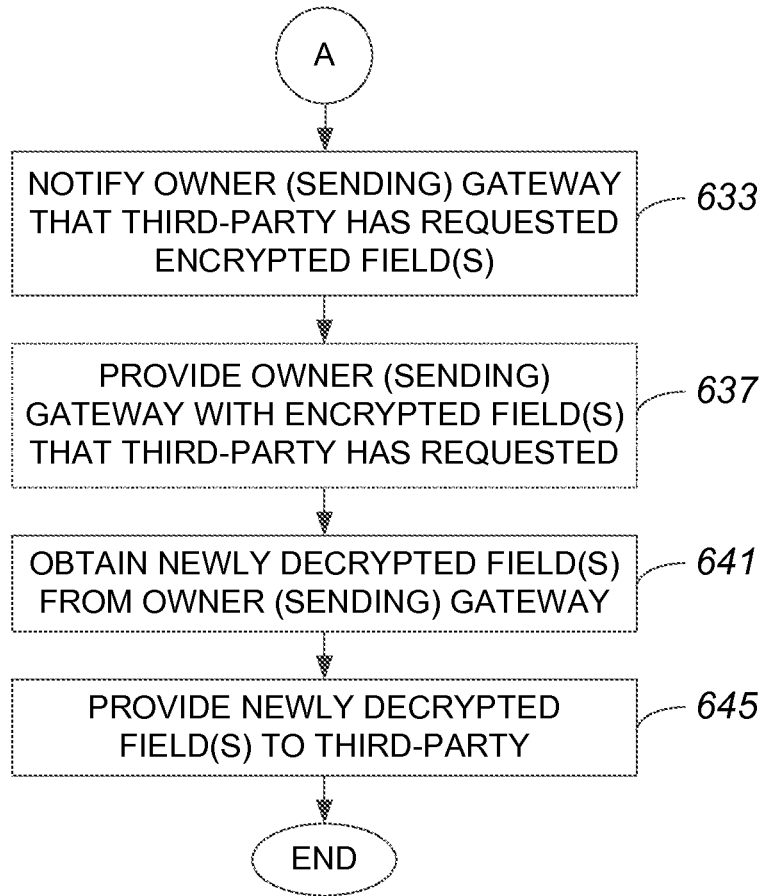 A
NOTIFY OWNER (SENDING) GATEWAY
THAT THIRD-PARTY HAS REQUESTED
ENCRYPTED FIELD(S)
633
PROVIDE OWNER (SENDING)
GATEWAY WITH ENCRYPTED FIELD(S)
THAT THIRD-PARTY HAS REQUESTED
637
OBTAIN NEWLY DECRYPTED FIELD(S)
FROM OWNER (SENDING) GATEWAY
641
PROVIDE NEWLY DECRYPTED
FIELD(S) TO THIRD-PARTY
645
END